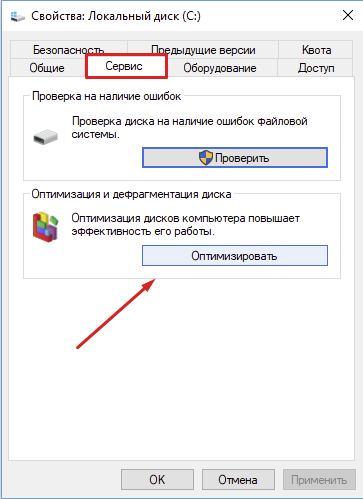 Свойства: Локальный диск (C:)
Безопасность Предыдущие версии Квота
Общие Сервис Оборудование Доступ
Проверка на наличие ошибок
Проверка диска на наличие ошибок файловой
системы.
Проверить
Оптимизация и дефрагментация диска
Оптимизация дисков компьютера повышает
эффективность его работы.
Оптимизировать
OK Отмена Применить